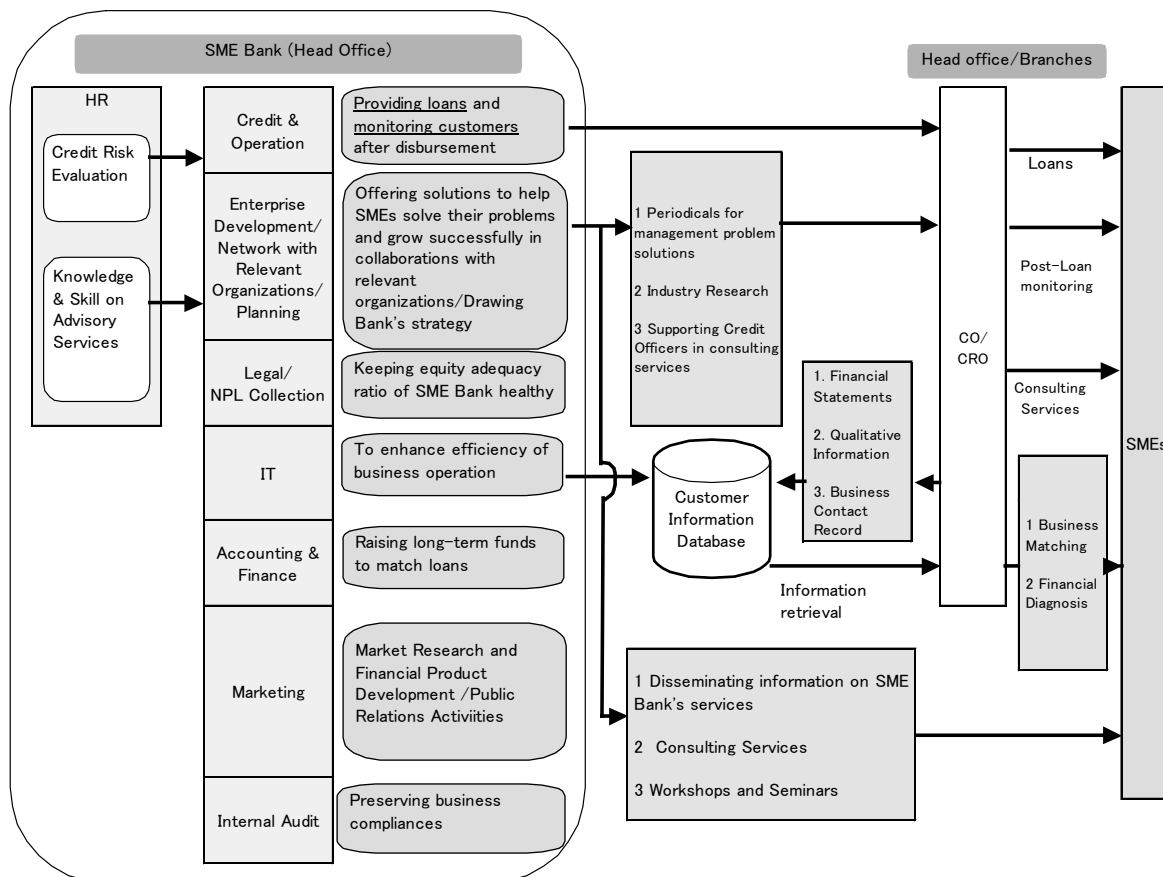 SME Bank (Head Office)
Head office/Branches
HR
Credit Risk
Evaluation
Knowledge
& Skill on
Advisory
Services
Credit &
Operation
Providing loans and
monitoring customers
after disbursement
Enterprise
Development/
Network with
Relevant
Organizations/
Planning
Offering solutions to help
SMEs solve their problems
and grow successfully in
collaborations with
relevant
organizations/Drawing
Bank's strategy
Legal/
NPL Collection
Keeping equity adequacy
ratio of SME Bank healthy
IT
To enhance efficiency of
business operation
Accounting &
Finance
Raising long-term funds
to match loans
Marketing
Market Research and
Financial Product
Development /Public
Relations Activiities
Internal Audit
Preserving business
compliances
1 Periodicals for
management problem
solutions
2 Industry Research
3 Supporting Credit
Officers in consulting
services
Customer
Information
Database
1. Financial
Statements
2. Qualitative
Information
3. Business
Contact
Record
Information
retrieval
1 Disseminating information on SME
Bank's services
2 Consulting Services
3 Workshops and Seminars
CO/
CRO
Loans
Post-Loan
monitoring
Consulting
Services
1 Business
Matching
2 Financial
Diagnosis
SMEs